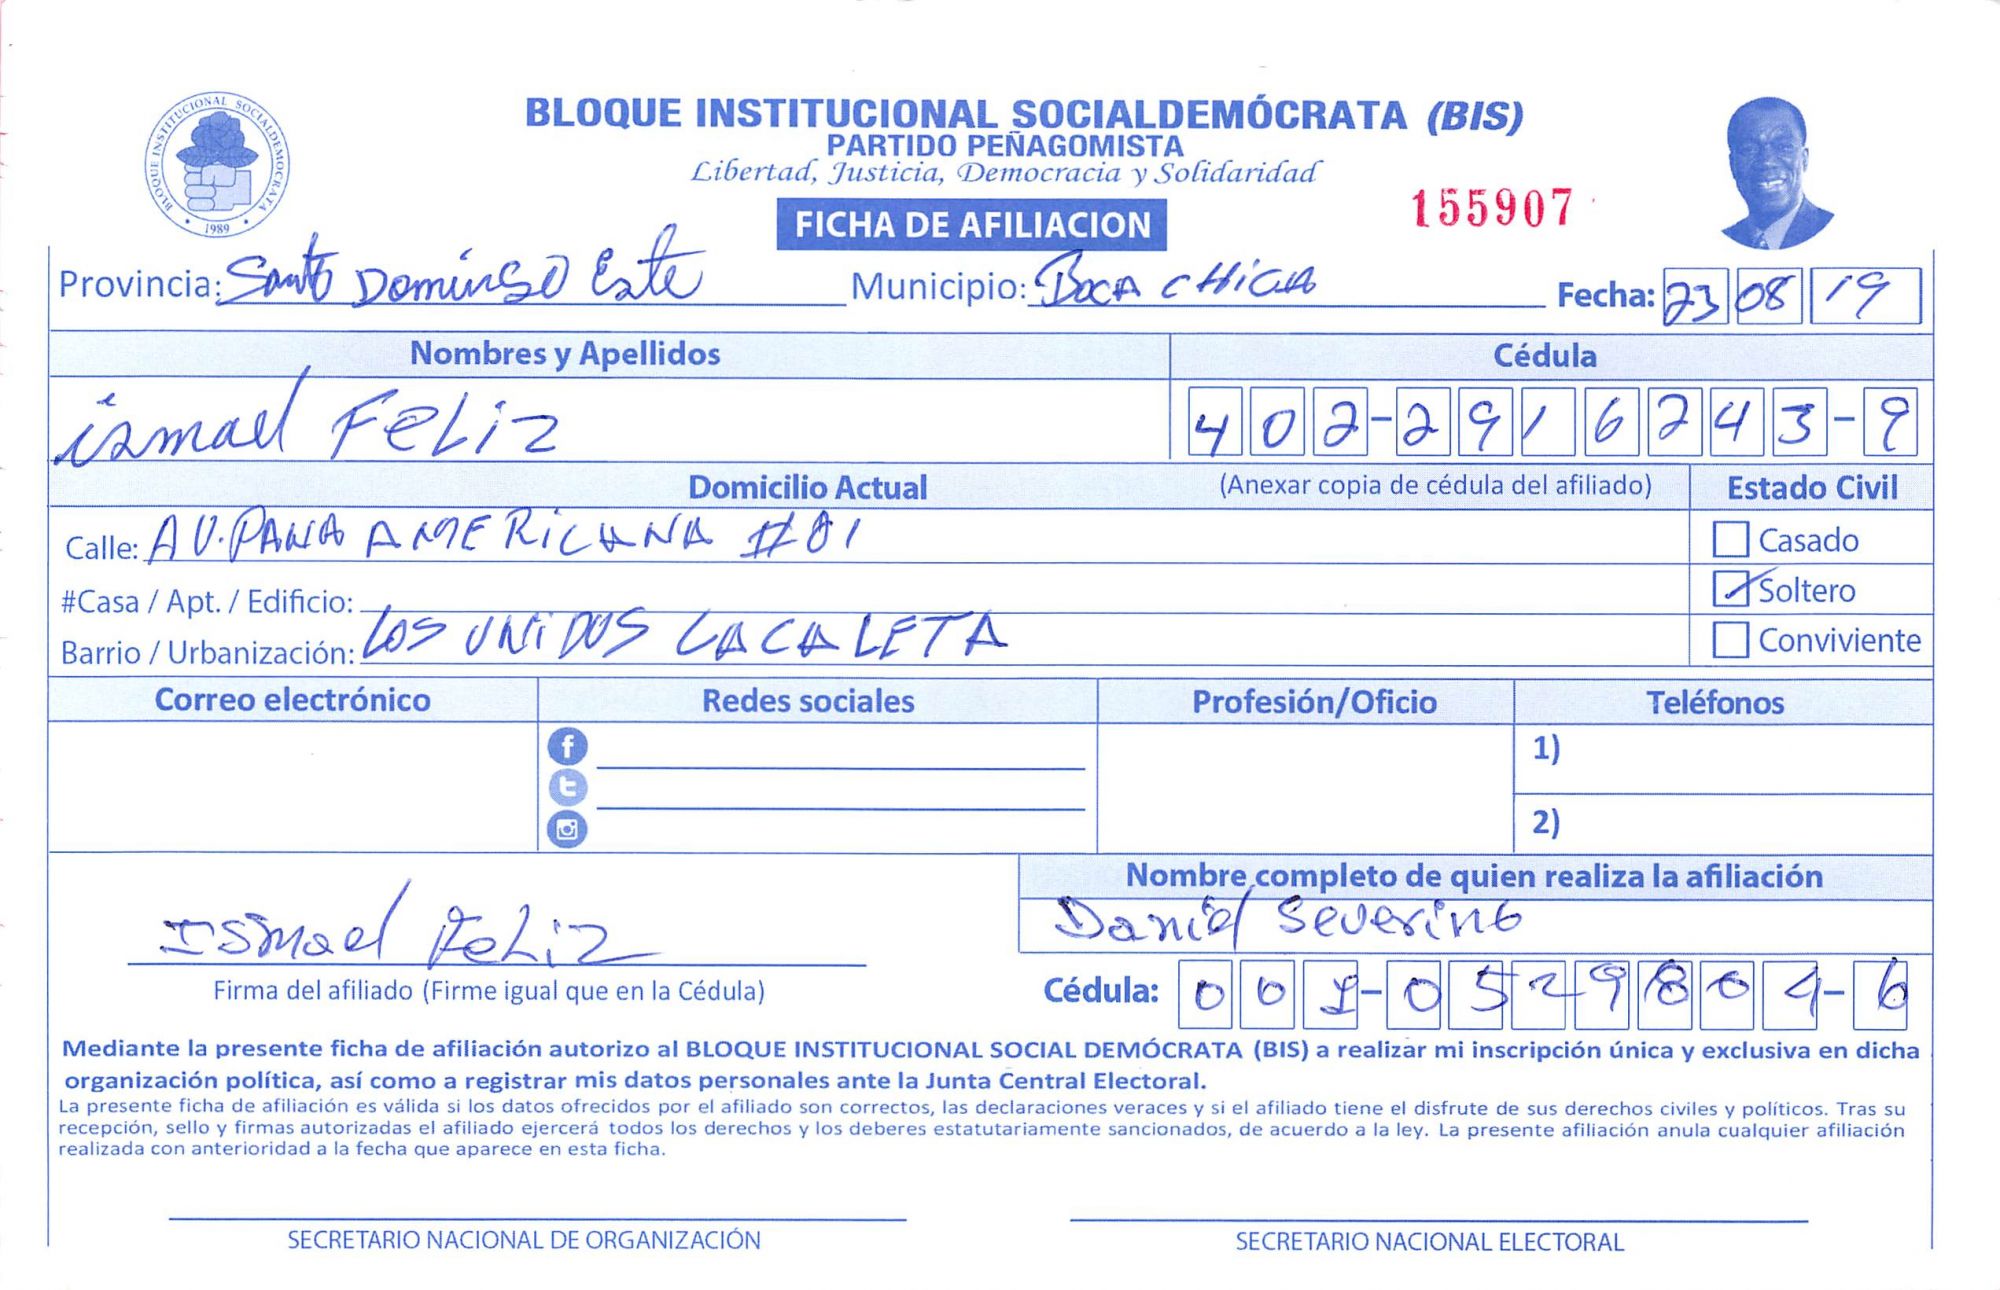 BLOQUE INSTITUCIONAL SOCIALDEMOCRATA
1989
BLOQUE INSTITUCIONAL SOCIALDEMÓCRATA (BIS)
PARTIDO PEÑAGOMISTA
Libertad, Justicia, Democracia y Solidaridad
155907
FICHA DE AFILIACION
Provincia: Santo Domingo Este Municipio: Boca CHiCA Fecha: 23 08 19
Nombres y Apellidos Cédula
ismael FeLiz 402-2916243-9
Domicilio Actual (Anexar copia de cédula del afiliado) Estado Civil
Calle: AV. PANA AMERiCANA #01 Casado
#Casa / Apt. / Edificio: Soltero
Barrio / Urbanización: LOS UNiDOS LA CALETA Conviviente
Correo electrónico Redes sociales Profesión/Oficio Teléfonos
1)
2)
Nombre completo de quien realiza la afiliación
Ismael FeLiz Daniel Severino
Firma del afiliado (Firme igual que en la Cédula) Cédula: 001-0529804-6
Mediante la presente ficha de afiliación autorizo al BLOQUE INSTITUCIONAL SOCIAL DEMÓCRATA (BIS) a realizar mi inscripción única y exclusiva en dicha
organización política, así como a registrar mis datos personales ante la Junta Central Electoral.
La presente ficha de afiliación es válida si los datos ofrecidos por el afiliado son correctos, las declaraciones veraces y si el afiliado tiene el disfrute de sus derechos civiles y políticos. Tras su
recepción, sello y firmas autorizadas el afiliado ejercerá todos los derechos y los deberes estatutariamente sancionados, de acuerdo a la ley. La presente afiliación anula cualquier afiliación
realizada con anterioridad a la fecha que aparece en esta ficha.
SECRETARIO NACIONAL DE ORGANIZACIÓN SECRETARIO NACIONAL ELECTORAL